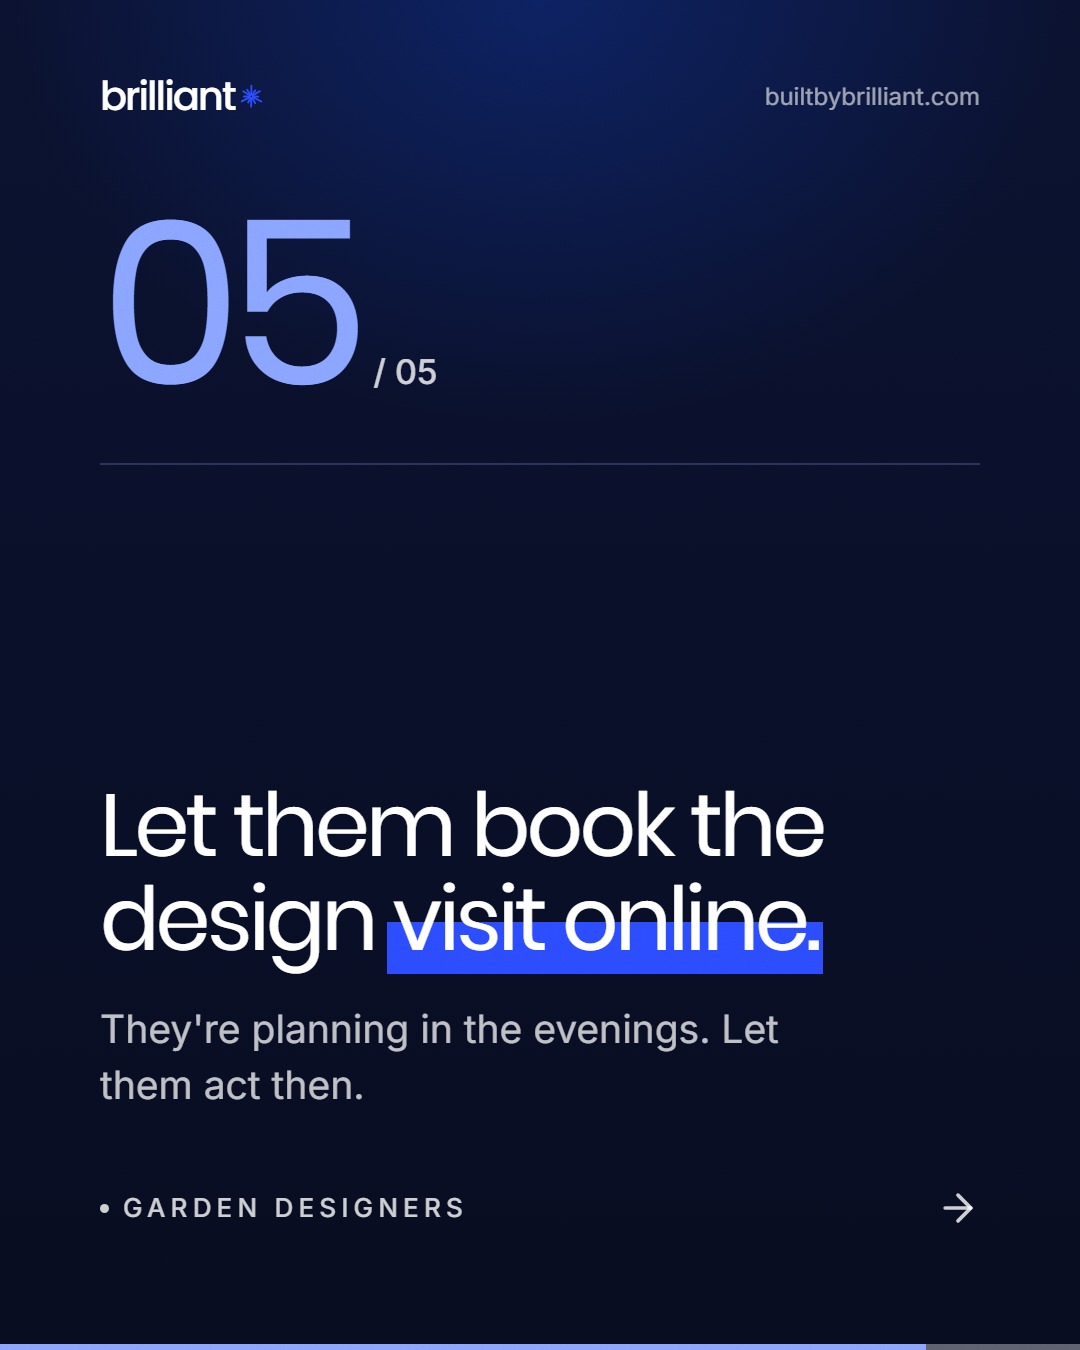 brilliant
builtbybrilliant.com
05 / 05
Let them book the
design visit online.
They're planning in the evenings. Let
them act then.
• GARDEN DESIGNERS